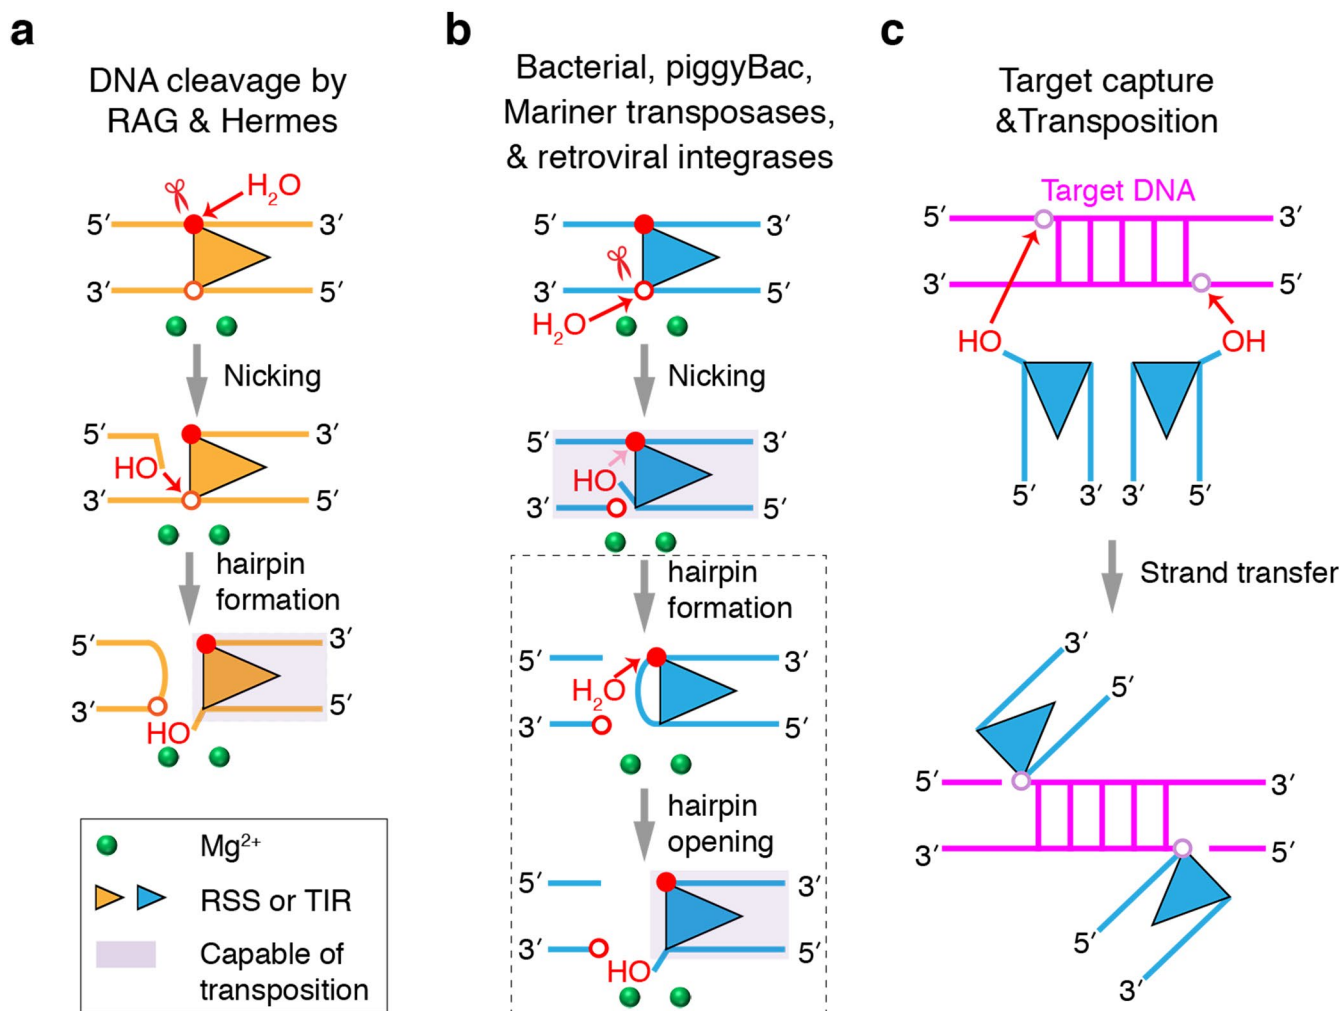 a
DNA cleavage by
RAG & Hermes
H₂O
5′ 3′
3′ 5′
Nicking
5′ 3′
HO
3′ 5′
hairpin
formation
5′ 3′
3′ 5′
HO
Mg²⁺
RSS or TIR
Capable of
transposition
b
Bacterial, piggyBac,
Mariner transposases,
& retroviral integrases
5′ 3′
3′ 5′
H₂O
Nicking
5′ 3′
HO
3′ 5′
hairpin
formation
5′ 3′
H₂O
3′ 5′
hairpin
opening
5′ 3′
3′ 5′
HO
c
Target capture
&Transposition
Target DNA
5′ 3′
3′ 5′
HO OH
5′ 3′ 3′ 5′
Strand transfer
3′
5′
5′ 3′
3′ 5′
5′
3′